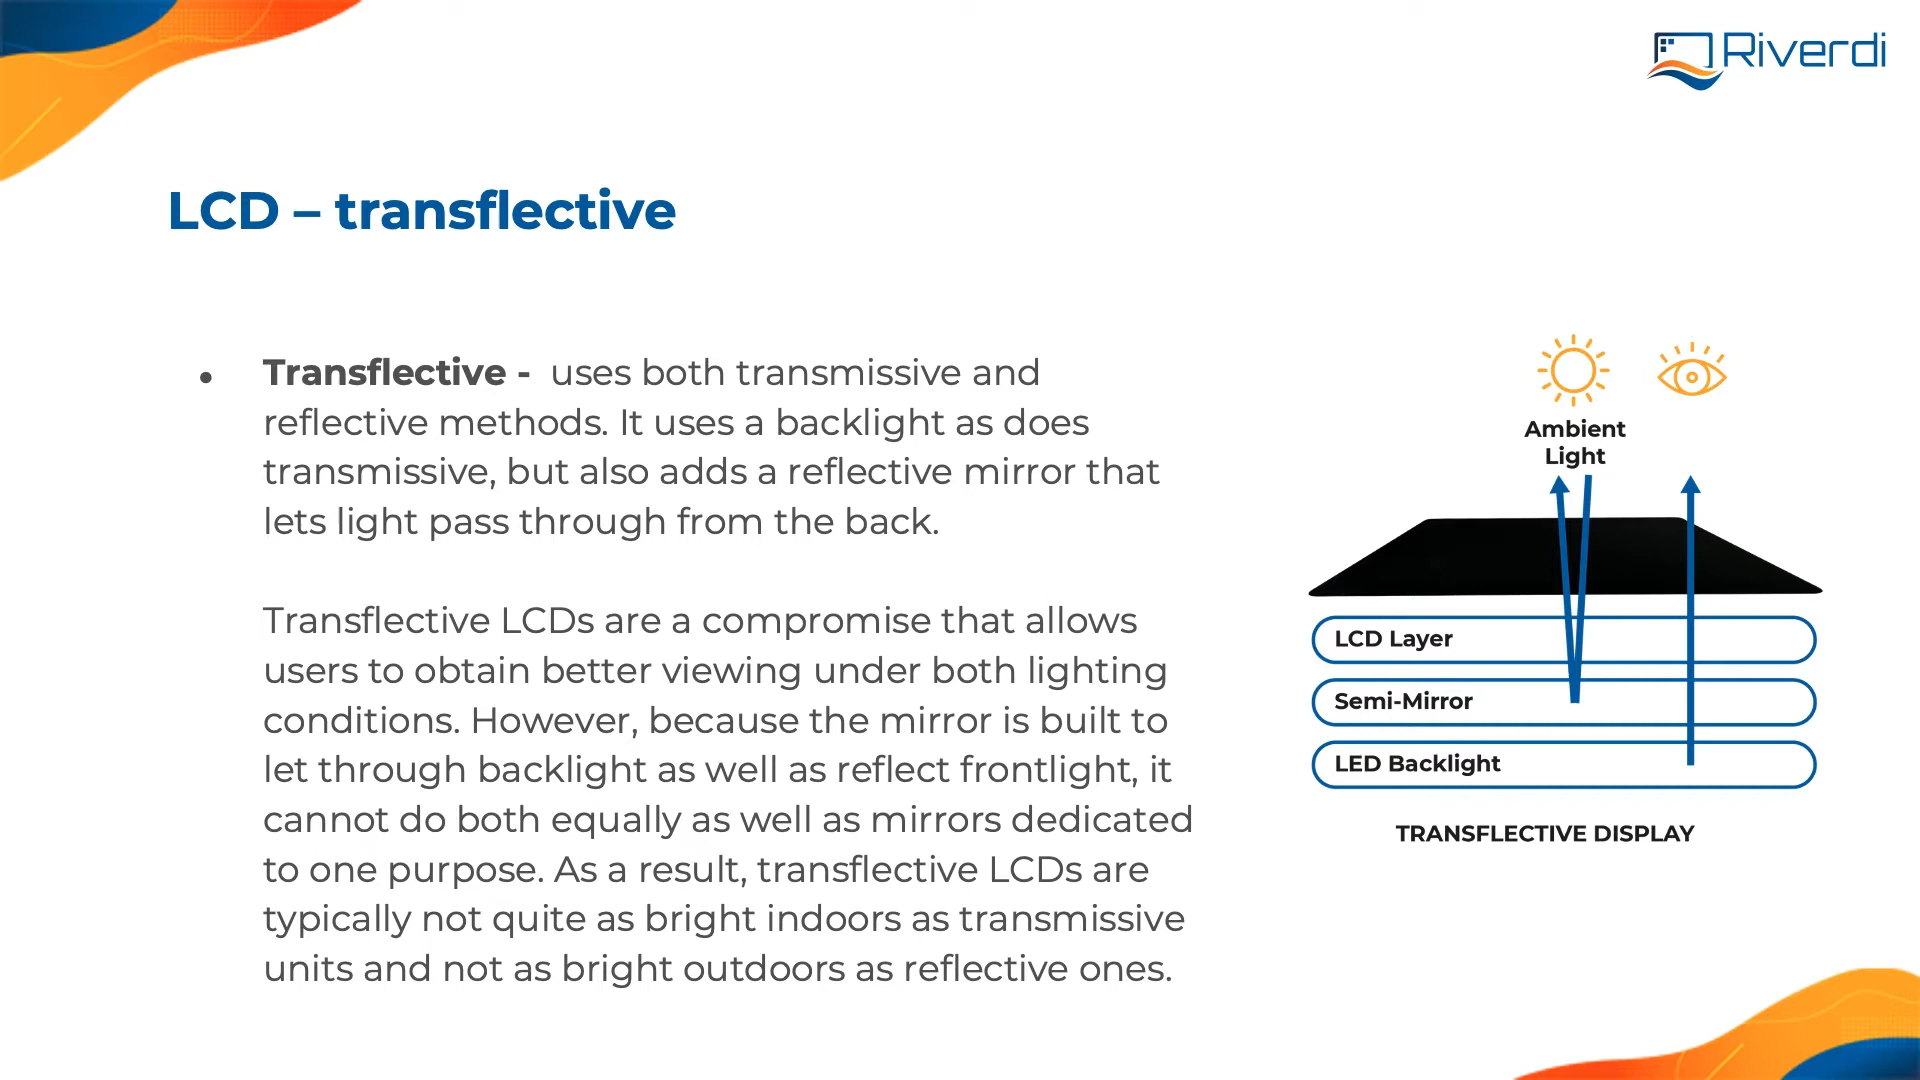 Riverdi
LCD – transflective
• Transflective - uses both transmissive and
reflective methods. It uses a backlight as does
transmissive, but also adds a reflective mirror that
lets light pass through from the back.
Transflective LCDs are a compromise that allows
users to obtain better viewing under both lighting
conditions. However, because the mirror is built to
let through backlight as well as reflect frontlight, it
cannot do both equally as well as mirrors dedicated
to one purpose. As a result, transflective LCDs are
typically not quite as bright indoors as transmissive
units and not as bright outdoors as reflective ones.
Ambient
Light
LCD Layer
Semi-Mirror
LED Backlight
TRANSFLECTIVE DISPLAY